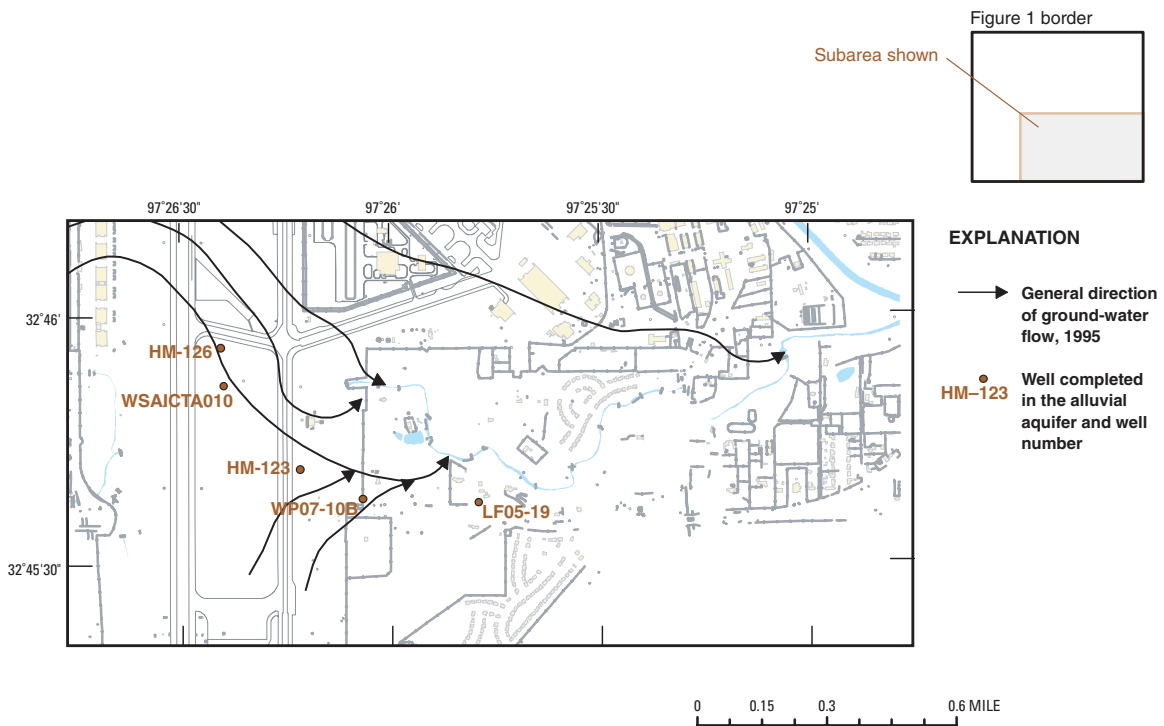 Figure 1 border
Subarea shown
97°26'30"
97°26'
97°25'30"
97°25'
32°46'
32°45'30"
HM-126
WSAICTA010
HM-123
WP07-10B
LF05-19
EXPLANATION
General direction
of ground-water
flow, 1995
HM–123
Well completed
in the alluvial
aquifer and well
number
0 0.15 0.3 0.6 MILE